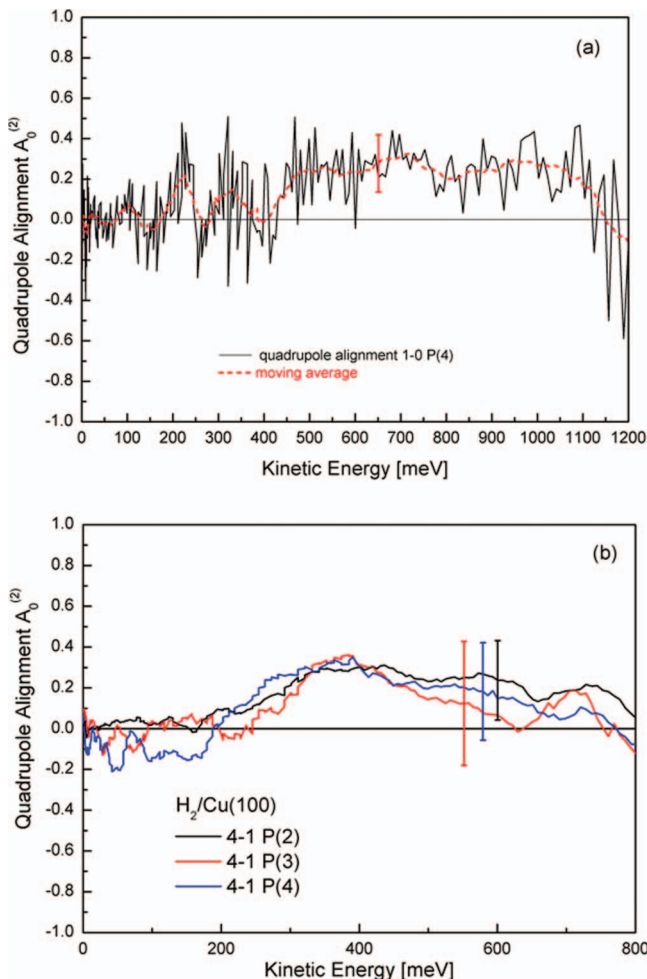 (a)
Quadrupole Alignment A₀⁽²⁾
1.0
0.8
0.6
0.4
0.2
0.0
-0.2
-0.4
-0.6
-0.8
-1.0
quadrupole alignment 1-0 P(4)
moving average
0 100 200 300 400 500 600 700 800 900 1000 1100 1200
Kinetic Energy [meV]
(b)
Quadrupole Alignment A₀⁽²⁾
1.0
0.8
0.6
0.4
0.2
0.0
-0.2
-0.4
-0.6
-0.8
-1.0
H₂/Cu(100)
4-1 P(2)
4-1 P(3)
4-1 P(4)
0 200 400 600 800
Kinetic Energy [meV]